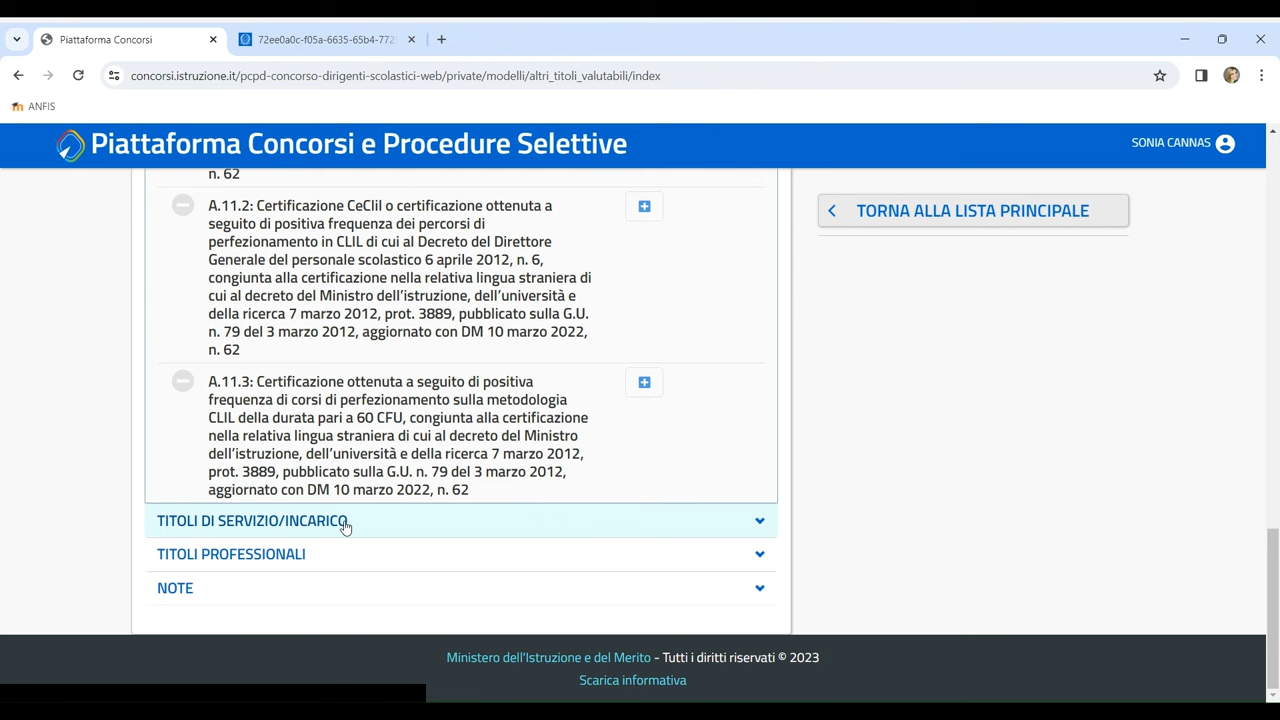 Piattaforma Concorsi
72ee0a0c-f05a-6635-65b4-772
concorsi.istruzione.it/pcpd-concorso-dirigenti-scolastici-web/private/modelli/altri_titoli_valutabili/index
ANFIS
Piattaforma Concorsi e Procedure Selettive
SONIA CANNAS
n. 62
A.11.2: Certificazione CeClil o certificazione ottenuta a
seguito di positiva frequenza dei percorsi di
perfezionamento in CLIL di cui al Decreto del Direttore
Generale del personale scolastico 6 aprile 2012, n. 6,
congiunta alla certificazione nella relativa lingua straniera di
cui al decreto del Ministro dell'istruzione, dell'università e
della ricerca 7 marzo 2012, prot. 3889, pubblicato sulla G.U.
n. 79 del 3 marzo 2012, aggiornato con DM 10 marzo 2022,
n. 62
TORNA ALLA LISTA PRINCIPALE
A.11.3: Certificazione ottenuta a seguito di positiva
frequenza di corsi di perfezionamento sulla metodologia
CLIL della durata pari a 60 CFU, congiunta alla certificazione
nella relativa lingua straniera di cui al decreto del Ministro
dell'istruzione, dell'università e della ricerca 7 marzo 2012,
prot. 3889, pubblicato sulla G.U. n. 79 del 3 marzo 2012,
aggiornato con DM 10 marzo 2022, n. 62
TITOLI DI SERVIZIO/INCARICO
TITOLI PROFESSIONALI
NOTE
Ministero dell'Istruzione e del Merito - Tutti i diritti riservati © 2023
Scarica informativa